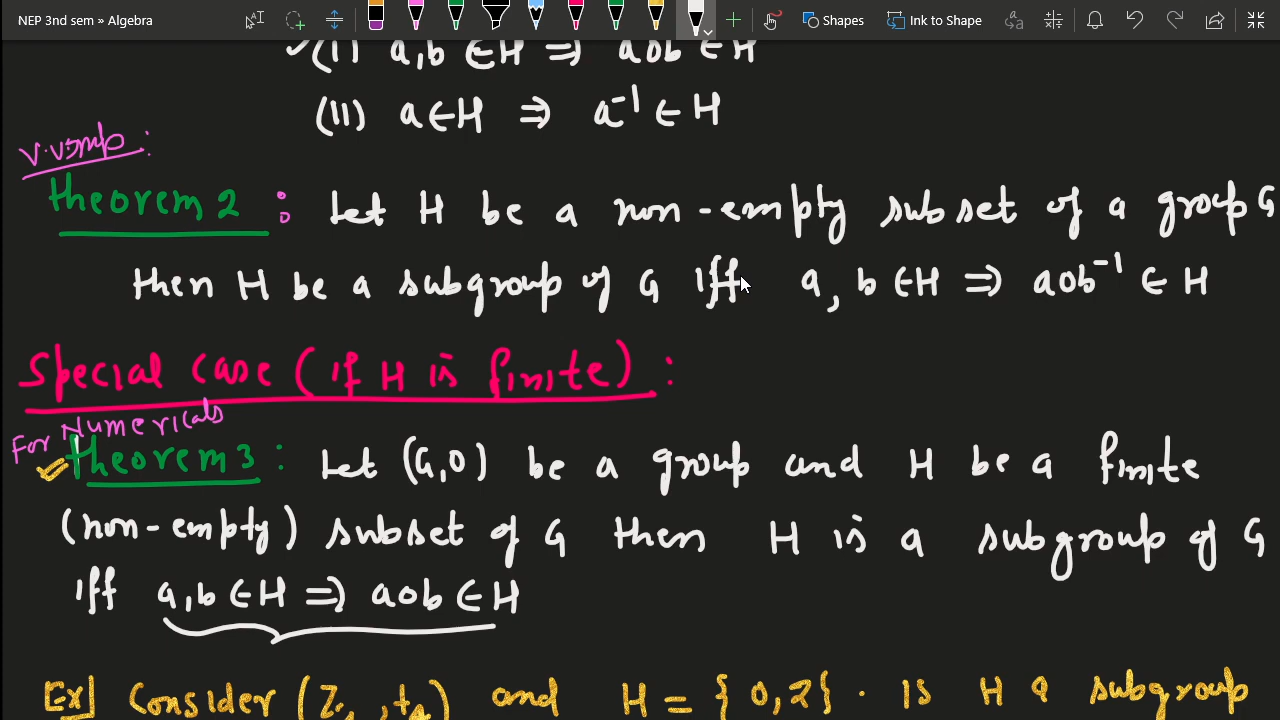 NEP 3nd sem » Algebra
Shapes
Ink to Shape
(I) a,b ∈ H ⇒ aob ∈ H
(II) a ∈ H ⇒ a⁻¹ ∈ H
V.V Imp :
theorem 2 : Let H be a non-empty subset of a group G
then H be a subgroup of G Iff a, b ∈ H ⇒ aob⁻¹ ∈ H
Special case (if H is finite) :
For Numericals
theorem 3 : Let (G,o) be a group and H be a finite
(non-empty) subset of G then H is a subgroup of G
Iff a,b ∈ H ⇒ aob ∈ H
Ex] Consider (Z₄, +₄) and H = {0,2}. Is H a subgroup